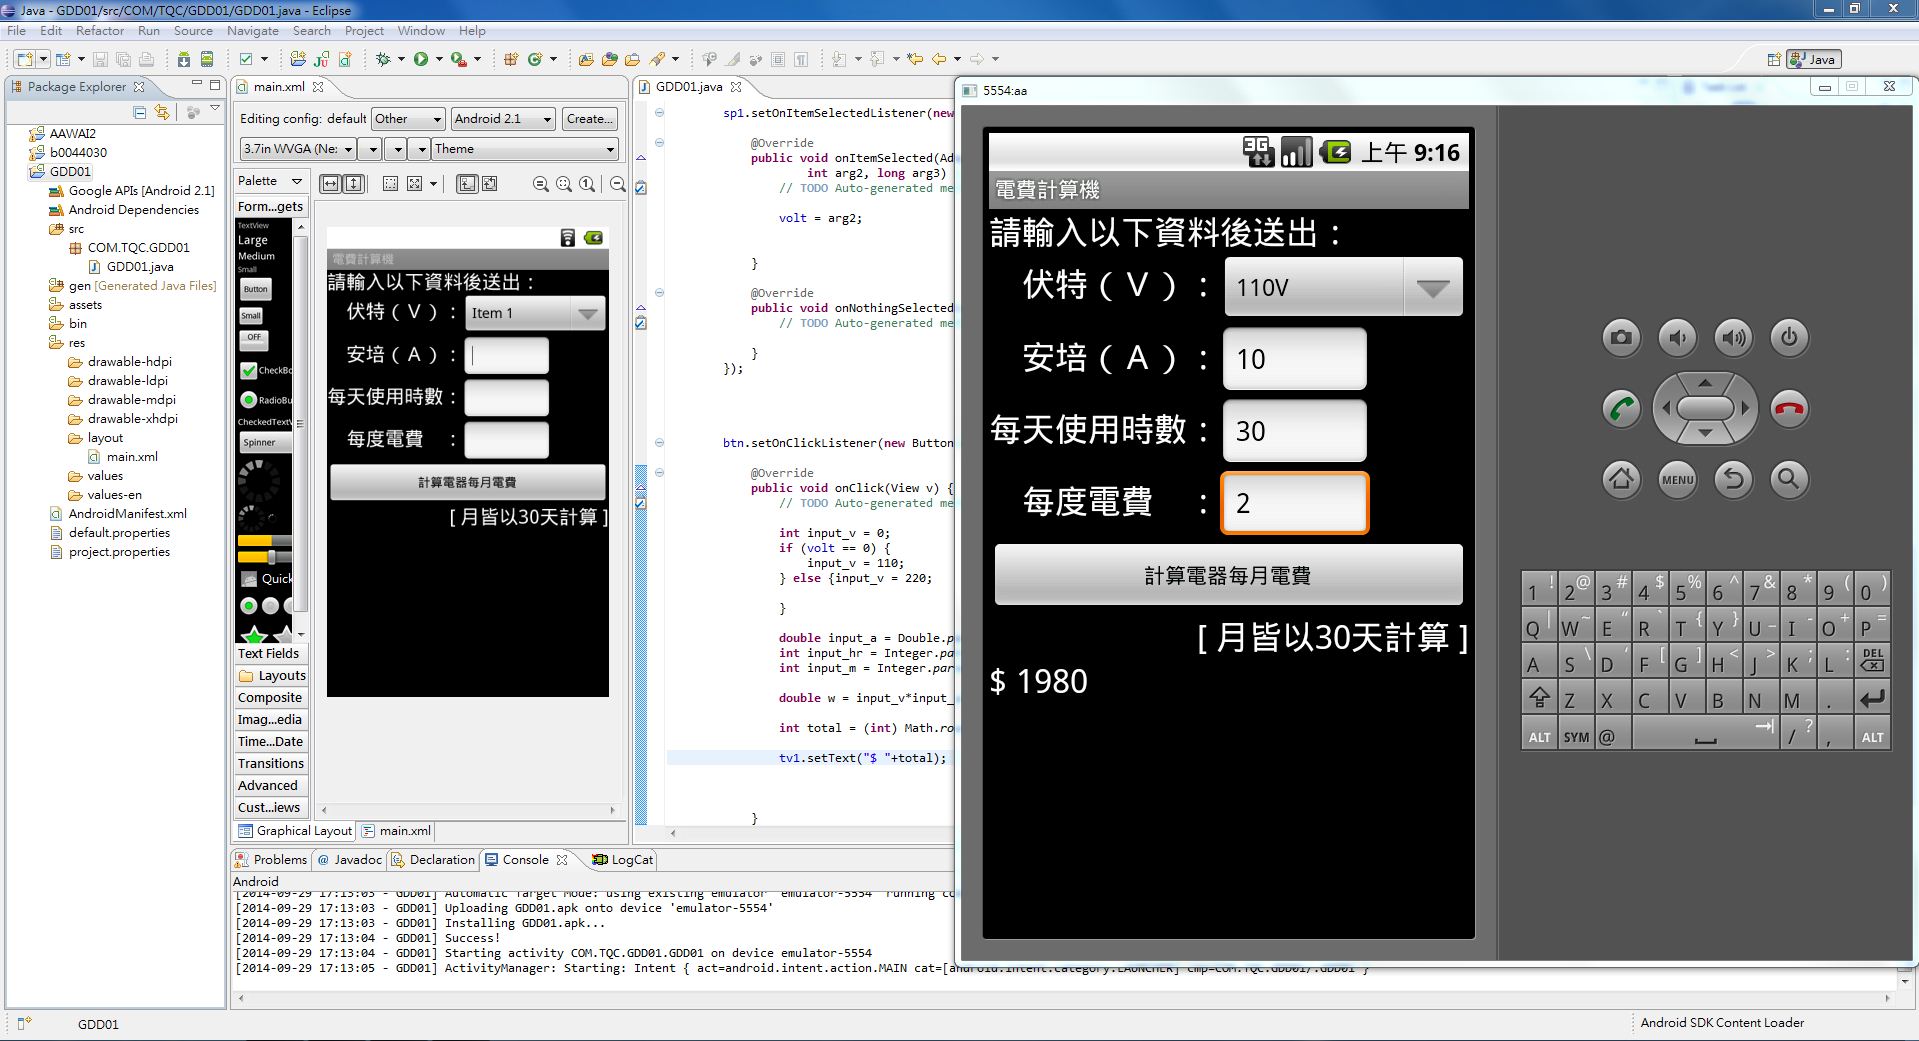 Java - GDD01/src/COM/TQC/GDD01/GDD01.java - Eclipse
File Edit Refactor Run Source Navigate Search Project Window Help
Java
Package Explorer
AAWAI2
b0044030
GDD01
Google APIs [Android 2.1]
Android Dependencies
src
COM.TQC.GDD01
GDD01.java
gen [Generated Java Files]
assets
bin
res
drawable-hdpi
drawable-ldpi
drawable-mdpi
drawable-xhdpi
layout
main.xml
values
values-en
AndroidManifest.xml
default.properties
project.properties
main.xml
Editing config: default Other Android 2.1 Create...
3.7in WVGA (Ne: Theme
Palette
Form...gets
TextView
Large
Medium
Small
Button
Small
OFF
CheckBo
RadioBu
CheckedTextV
Spinner
Quick
Text Fields
Layouts
Composite
Imag...edia
Time...Date
Transitions
Advanced
Cust...iews
電費計算機
請輸入以下資料後送出：
伏特（Ｖ）： Item 1
安培（Ａ）：
每天使用時數：
每度電費　：
計算電器每月電費
[ 月皆以30天計算 ]
Graphical Layout main.xml
GDD01.java
sp1.setOnItemSelectedListener(new
@Override
public void onItemSelected(Ad
int arg2, long arg3)
// TODO Auto-generated me
volt = arg2;
}
@Override
public void onNothingSelected
// TODO Auto-generated me
}
});
btn.setOnClickListener(new Button
@Override
public void onClick(View v) {
// TODO Auto-generated me
int input_v = 0;
if (volt == 0) {
input_v = 110;
} else {input_v = 220;
}
double input_a = Double.p
int input_hr = Integer.pa
int input_m = Integer.par
double w = input_v*input_
int total = (int) Math.ro
tv1.setText("$ "+total);
}
5554:aa
3G 上午 9:16
電費計算機
請輸入以下資料後送出：
伏特（Ｖ）： 110V
安培（Ａ）： 10
每天使用時數： 30
每度電費　： 2
計算電器每月電費
[ 月皆以30天計算 ]
$ 1980
MENU
1 ! 2 @ 3 # 4 $ 5 % 6 ^ 7 & 8 * 9 ( 0 )
Q | W ~ E " R ` T { Y } U _ I - O + P =
A S \ D ' F [ G ] H < J > K ; L : DEL
Z X C V B N M .
ALT SYM @ / ? , ALT
Problems @ Javadoc Declaration Console LogCat
Android
[2014-09-29 17:13:03 - GDD01] Automatic Target Mode: using existing emulator 'emulator-5554' running co
[2014-09-29 17:13:03 - GDD01] Uploading GDD01.apk onto device 'emulator-5554'
[2014-09-29 17:13:03 - GDD01] Installing GDD01.apk...
[2014-09-29 17:13:04 - GDD01] Success!
[2014-09-29 17:13:04 - GDD01] Starting activity COM.TQC.GDD01.GDD01 on device emulator-5554
[2014-09-29 17:13:05 - GDD01] ActivityManager: Starting: Intent { act=android.intent.action.MAIN cat=[android.intent.category.LAUNCHER] cmp=COM.TQC.GDD01/.GDD01 }
GDD01
Android SDK Content Loader